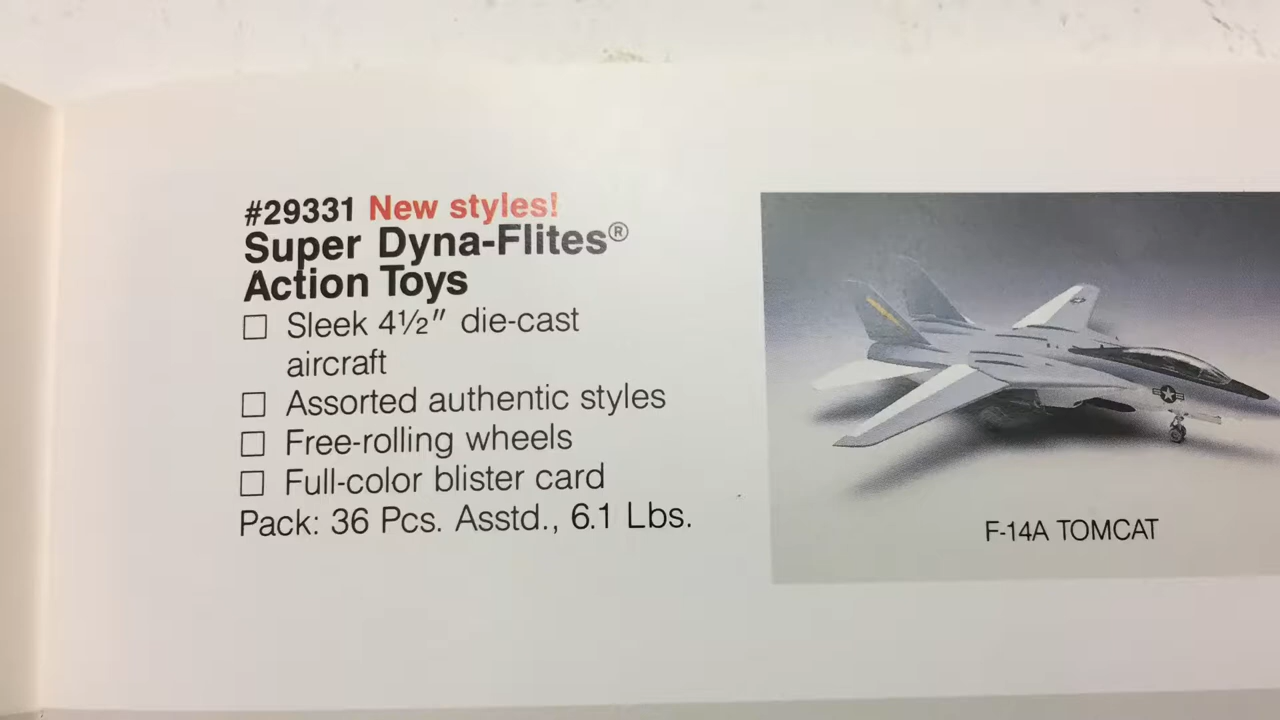 #29331 New styles!
Super Dyna-Flites®
Action Toys
☐ Sleek 4½" die-cast
aircraft
☐ Assorted authentic styles
☐ Free-rolling wheels
☐ Full-color blister card
Pack: 36 Pcs. Asstd., 6.1 Lbs.
F-14A TOMCAT